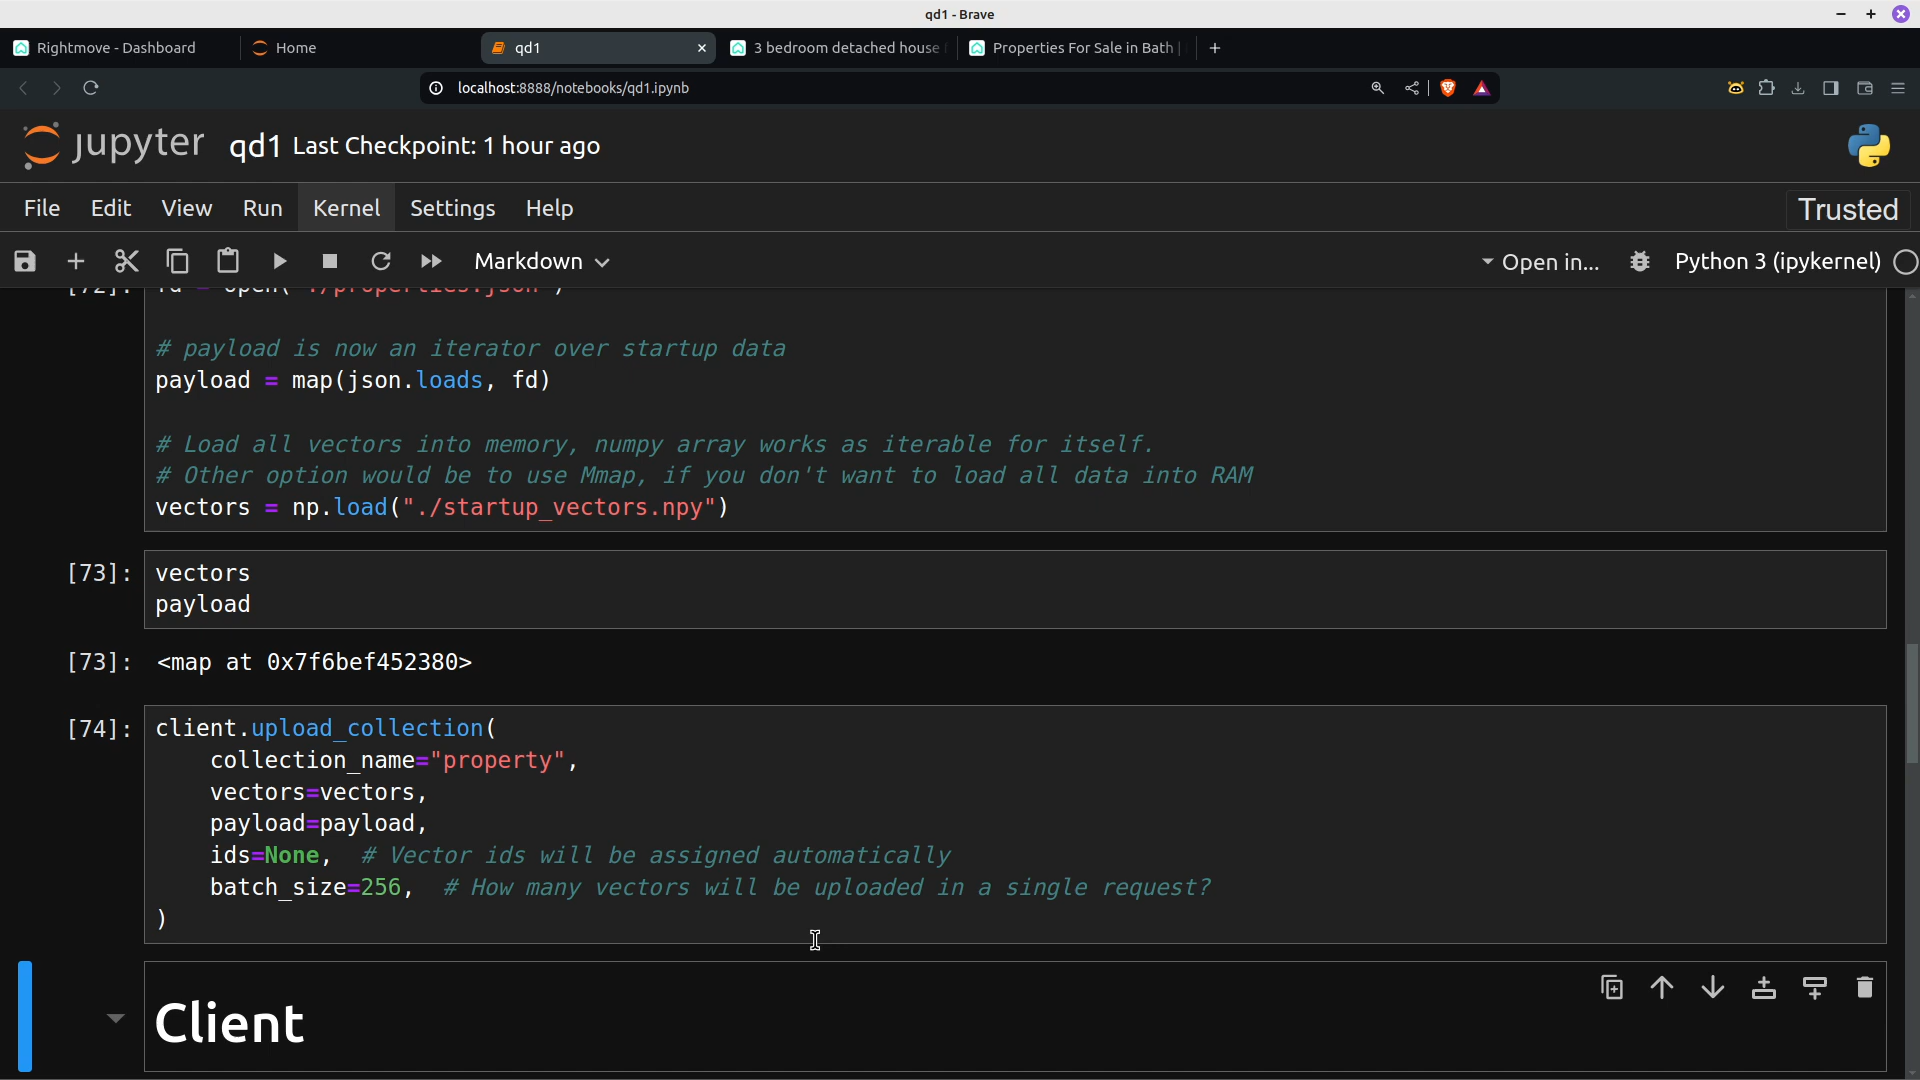 qd1 - Brave
Rightmove - Dashboard
Home
qd1
3 bedroom detached house
Properties For Sale in Bath |
localhost:8888/notebooks/qd1.ipynb
jupyter qd1 Last Checkpoint: 1 hour ago
File Edit View Run Kernel Settings Help Trusted
Markdown Open in... Python 3 (ipykernel)
[72]: fd = open("./properties.json")
# payload is now an iterator over startup data
payload = map(json.loads, fd)
# Load all vectors into memory, numpy array works as iterable for itself.
# Other option would be to use Mmap, if you don't want to load all data into RAM
vectors = np.load("./startup_vectors.npy")
[73]: vectors
payload
[73]: <map at 0x7f6bef452380>
[74]: client.upload_collection(
collection_name="property",
vectors=vectors,
payload=payload,
ids=None,  # Vector ids will be assigned automatically
batch_size=256,  # How many vectors will be uploaded in a single request?
)
Client